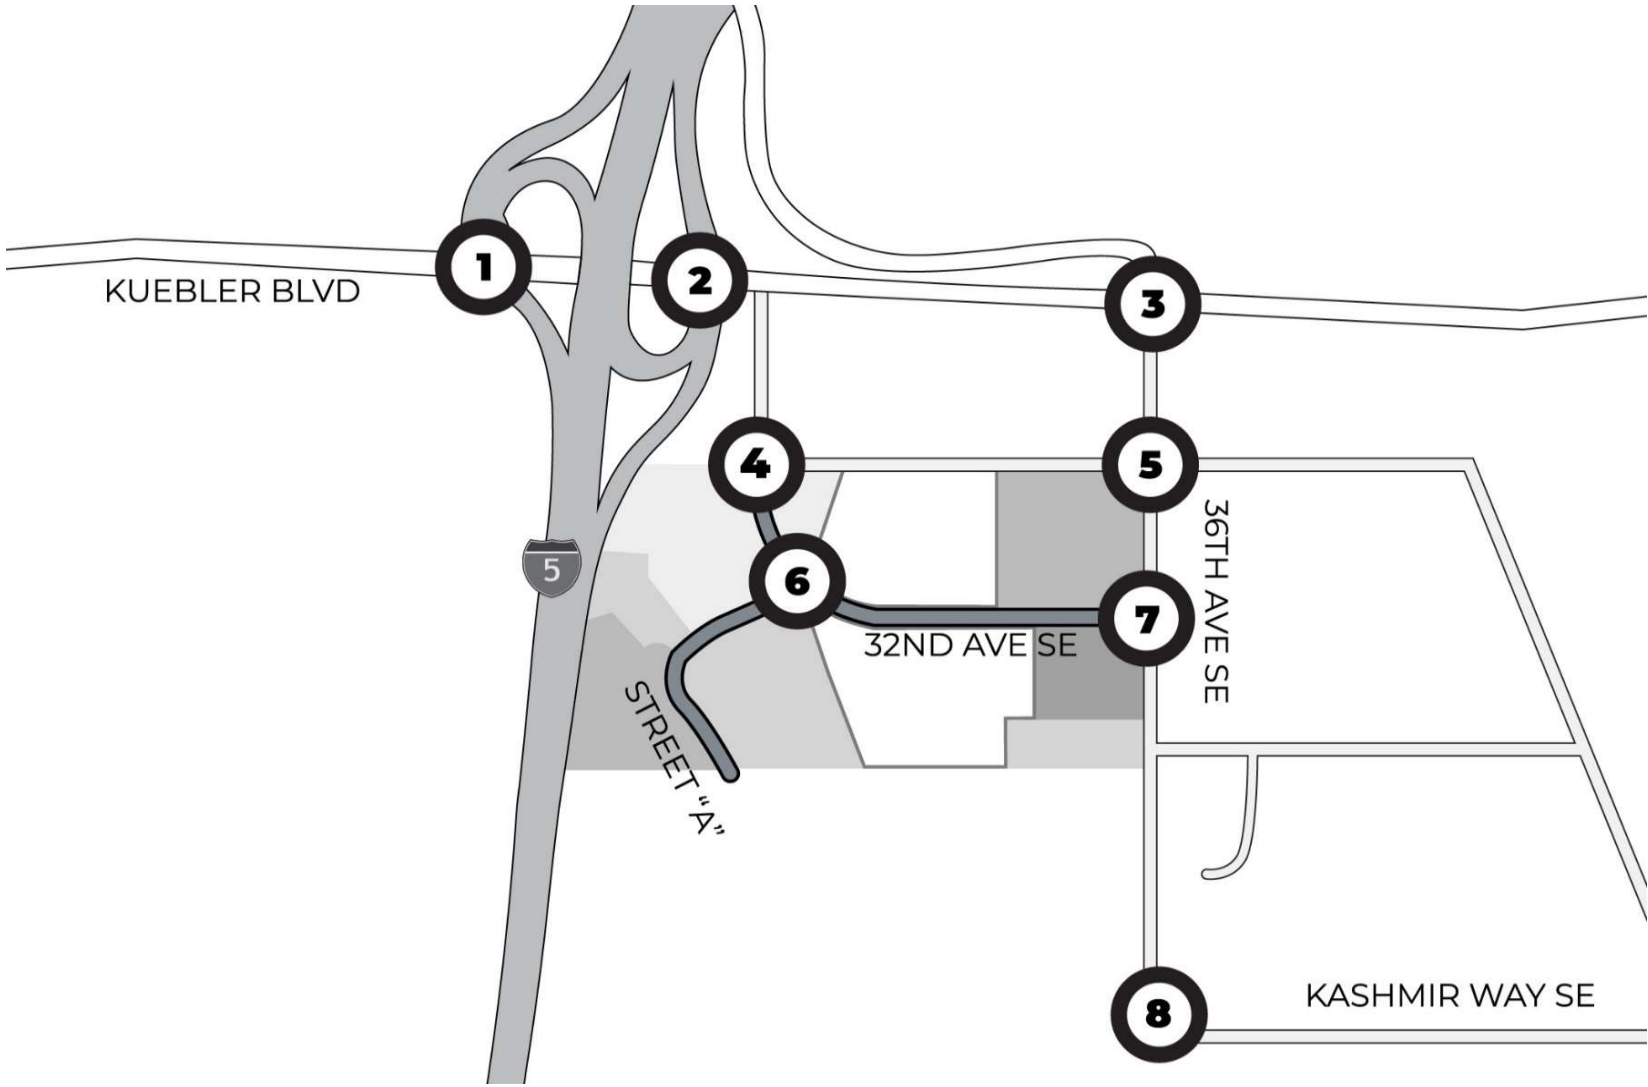 1
2
KUEBLER BLVD
3
4
5
36TH AVE SE
5
6
7
32ND AVE SE
STREET “A”
KASHMIR WAY SE
8